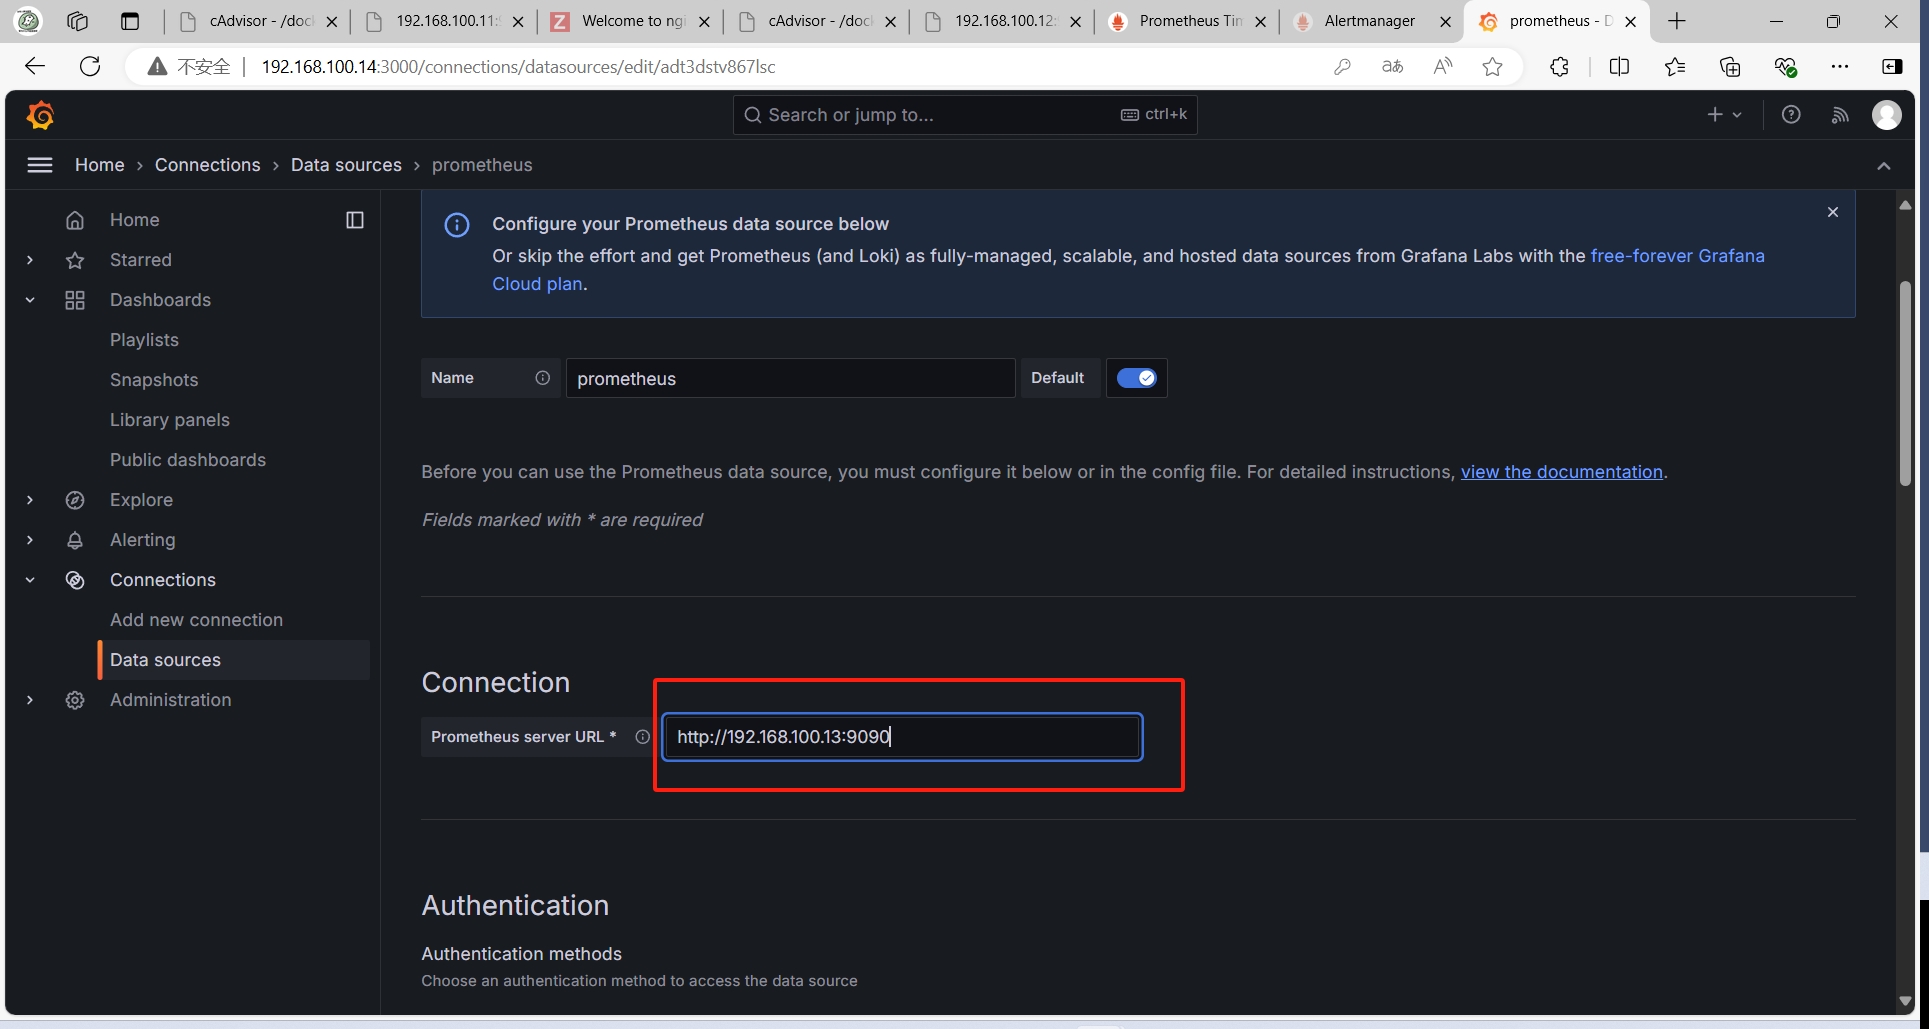 cAdvisor - /doc
192.168.100.11:
Z
Welcome to ngi
cAdvisor - /doc
192.168.100.12:
Prometheus Tim
Alertmanager
prometheus - D
不安全
192.168.100.14:3000/connections/datasources/edit/adt3dstv867lsc
aあ
A
Search or jump to...
ctrl+k
Home › Connections › Data sources › prometheus
Home
Starred
Dashboards
Playlists
Snapshots
Library panels
Public dashboards
Explore
Alerting
Connections
Add new connection
Data sources
Administration
Configure your Prometheus data source below
Or skip the effort and get Prometheus (and Loki) as fully-managed, scalable, and hosted data sources from Grafana Labs with the free-forever Grafana
Cloud plan.
Name
prometheus
Default
Before you can use the Prometheus data source, you must configure it below or in the config file. For detailed instructions, view the documentation.
Fields marked with * are required
Connection
Prometheus server URL *
http://192.168.100.13:9090
Authentication
Authentication methods
Choose an authentication method to access the data source